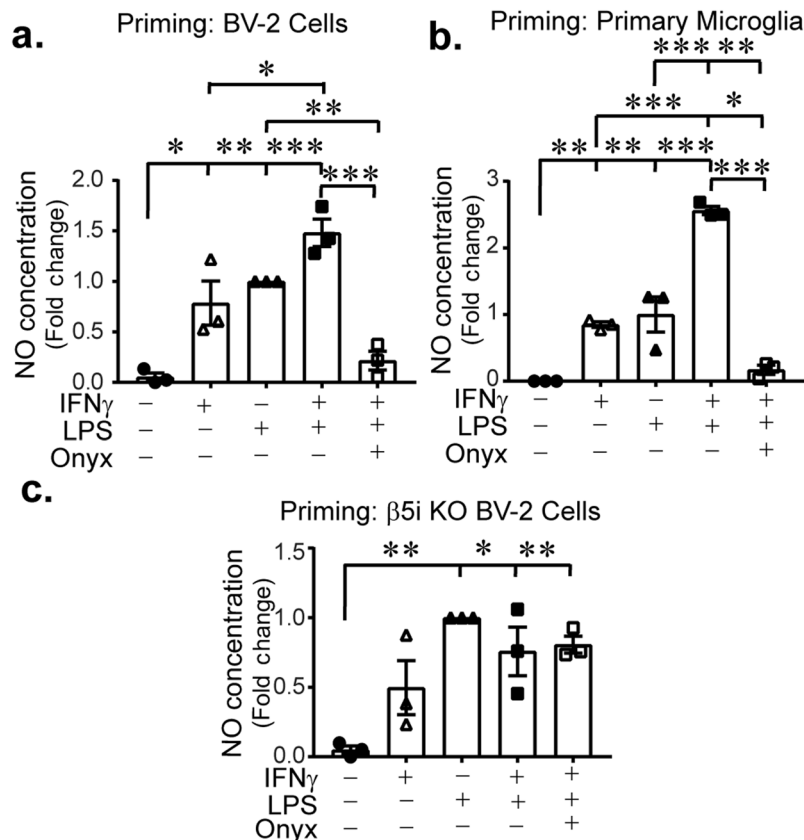 a.
Priming: BV-2 Cells
*
**
* ** ***
***
NO concentration
(Fold change)
2.0
1.5
1.0
0.5
0.0
IFNγ − + − + +
LPS − − + + +
Onyx − − − − +
b.
Priming: Primary Microglia
*** **
*** *
** ** ***
***
NO concentration
(Fold change)
3
2
1
0
IFNγ − + − + +
LPS − − + + +
Onyx − − − − +
c.
Priming: β5i KO BV-2 Cells
** * **
NO concentration
(Fold change)
1.5
1.0
0.5
0.0
IFNγ − + − + +
LPS − − + + +
Onyx − − − − +